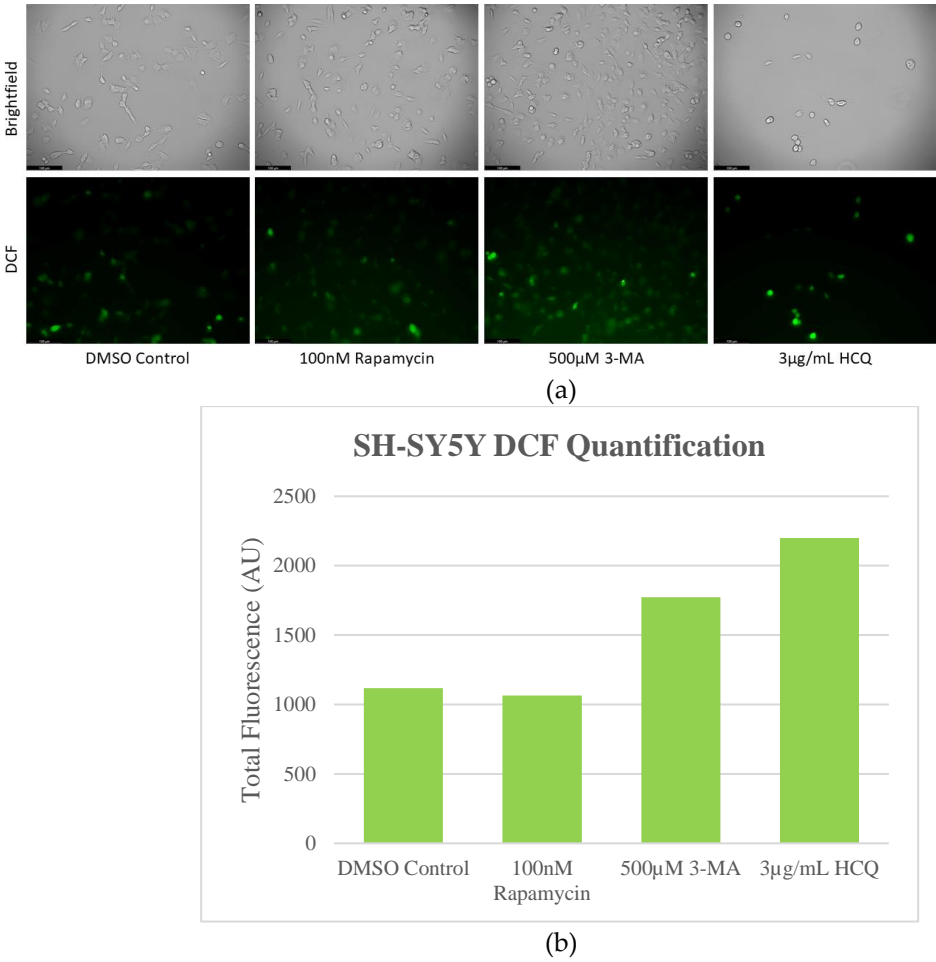 Brightfield
DCF
DMSO Control 100nM Rapamycin 500µM 3-MA 3µg/mL HCQ
(a)
SH-SY5Y DCF Quantification
Total Fluorescence (AU)
2500
2000
1500
1000
500
0
DMSO Control 100nM Rapamycin 500µM 3-MA 3µg/mL HCQ
(b)